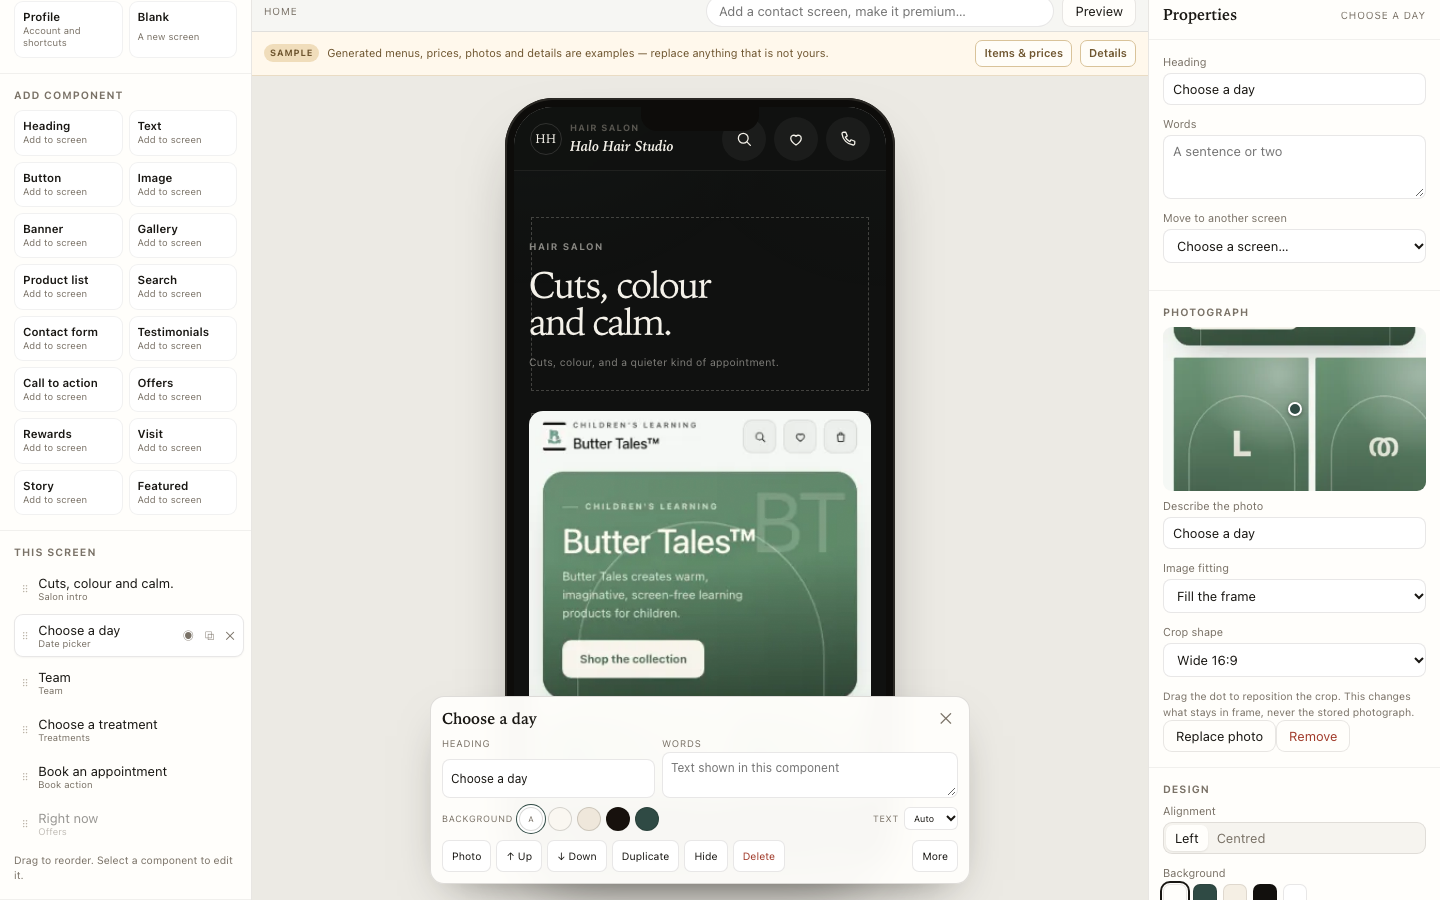 Profile
Account and
shortcuts
Blank
A new screen
ADD COMPONENT
Heading
Add to screen
Text
Add to screen
Button
Add to screen
Image
Add to screen
Banner
Add to screen
Gallery
Add to screen
Product list
Add to screen
Search
Add to screen
Contact form
Add to screen
Testimonials
Add to screen
Call to action
Add to screen
Offers
Add to screen
Rewards
Add to screen
Visit
Add to screen
Story
Add to screen
Featured
Add to screen
THIS SCREEN
Cuts, colour and calm.
Salon intro
Choose a day
Date picker
Team
Team
Choose a treatment
Treatments
Book an appointment
Book action
Right now
Offers
Drag to reorder. Select a component to edit
it.
HOME
Add a contact screen, make it premium...
Preview
SAMPLE Generated menus, prices, photos and details are examples — replace anything that is not yours.
Items & prices
Details
HH
HAIR SALON
Halo Hair Studio
HAIR SALON
Cuts, colour
and calm.
Cuts, colour, and a quieter kind of appointment.
CHILDREN'S LEARNING
Butter Tales™
BT
CHILDREN'S LEARNING
Butter Tales™
Butter Tales creates warm,
imaginative, screen-free learning
products for children.
Shop the collection
Choose a day
HEADING
Choose a day
WORDS
Text shown in this component
BACKGROUND
A
TEXT
Auto
Photo
↑ Up
↓ Down
Duplicate
Hide
Delete
More
Properties
CHOOSE A DAY
Heading
Choose a day
Words
A sentence or two
Move to another screen
Choose a screen...
PHOTOGRAPH
L
ത
Describe the photo
Choose a day
Image fitting
Fill the frame
Crop shape
Wide 16:9
Drag the dot to reposition the crop. This changes
what stays in frame, never the stored photograph.
Replace photo
Remove
DESIGN
Alignment
Left
Centred
Background